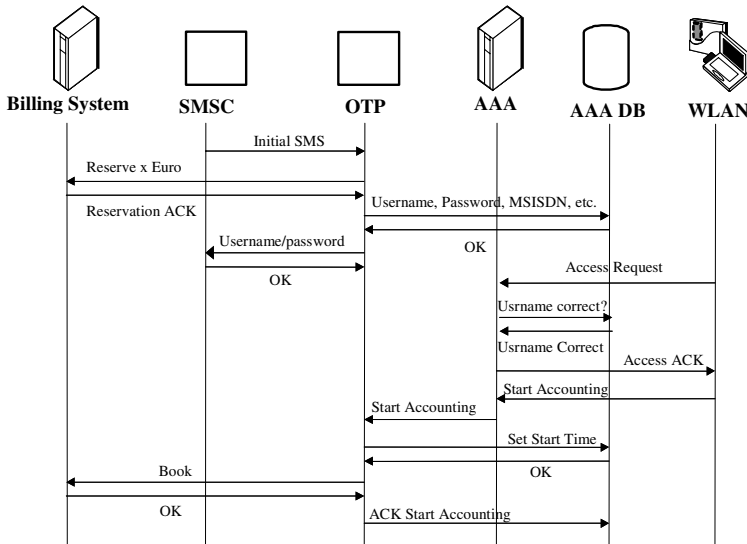 Billing System
SMSC
OTP
AAA
AAA DB
WLAN
Initial SMS
Reserve x Euro
Reservation ACK
Username, Password, MSISDN, etc.
OK
Username/password
OK
Access Request
Usrname correct?
Usrname Correct
Access ACK
Start Accounting
Start Accounting
Set Start Time
OK
Book
OK
ACK Start Accounting